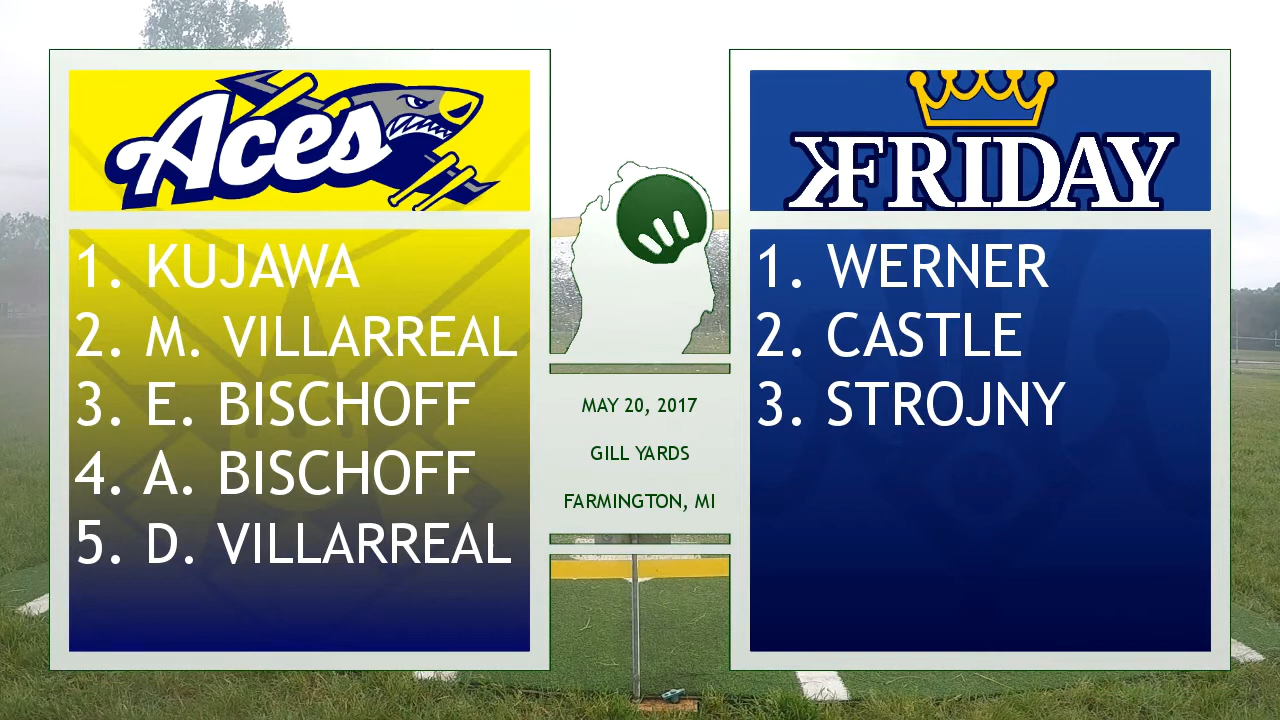 Aces
1. KUJAWA
2. M. VILLARREAL
3. E. BISCHOFF
4. A. BISCHOFF
5. D. VILLARREAL
MAY 20, 2017
GILL YARDS
FARMINGTON, MI
KFRIDAY
1. WERNER
2. CASTLE
3. STROJNY